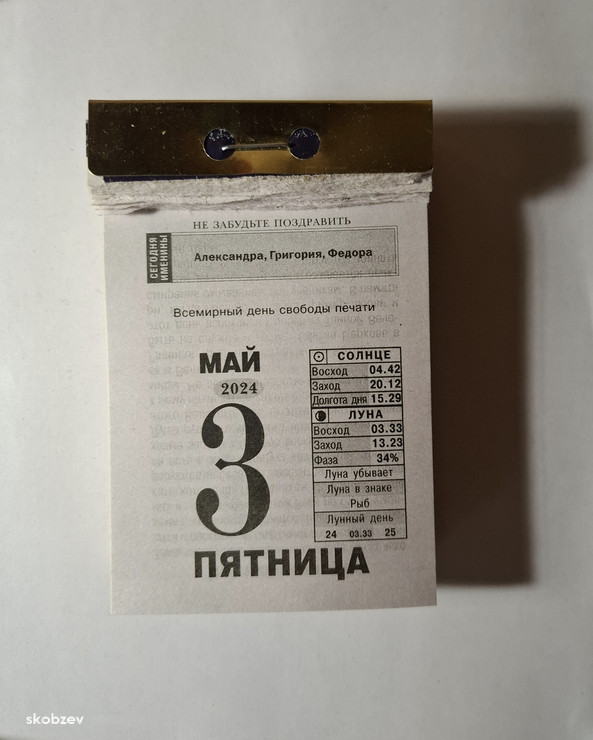 НЕ ЗАБУДЬТЕ ПОЗДРАВИТЬ
СЕГОДНЯ
ИМЕНИНЫ
Александра, Григория, Федора
Всемирный день свободы печати
МАЙ
2024
3
ПЯТНИЦА
СОЛНЦЕ
Восход 04.42
Заход 20.12
Долгота дня 15.29
ЛУНА
Восход 03.33
Заход 13.23
Фаза 34%
Луна убывает
Луна в знаке
Рыб
Лунный день
24 03.33 25
skobzev